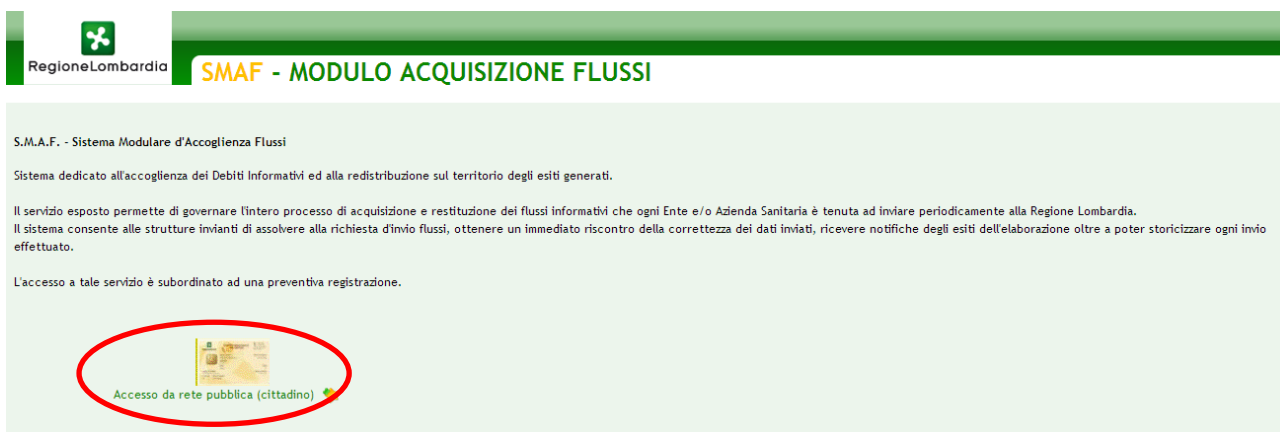 RegioneLombardia
SMAF - MODULO ACQUISIZIONE FLUSSI
S.M.A.F. - Sistema Modulare d'Accoglienza Flussi
Sistema dedicato all'accoglienza dei Debiti Informativi ed alla redistribuzione sul territorio degli esiti generati.
Il servizio esposto permette di governare l'intero processo di acquisizione e restituzione dei flussi informativi che ogni Ente e/o Azienda Sanitaria è tenuta ad inviare periodicamente alla Regione Lombardia.
Il sistema consente alle strutture invianti di assolvere alla richiesta d'invio flussi, ottenere un immediato riscontro della correttezza dei dati inviati, ricevere notifiche degli esiti dell'elaborazione oltre a poter storicizzare ogni invio
effettuato.
L'accesso a tale servizio è subordinato ad una preventiva registrazione.
Accesso da rete pubblica (cittadino)